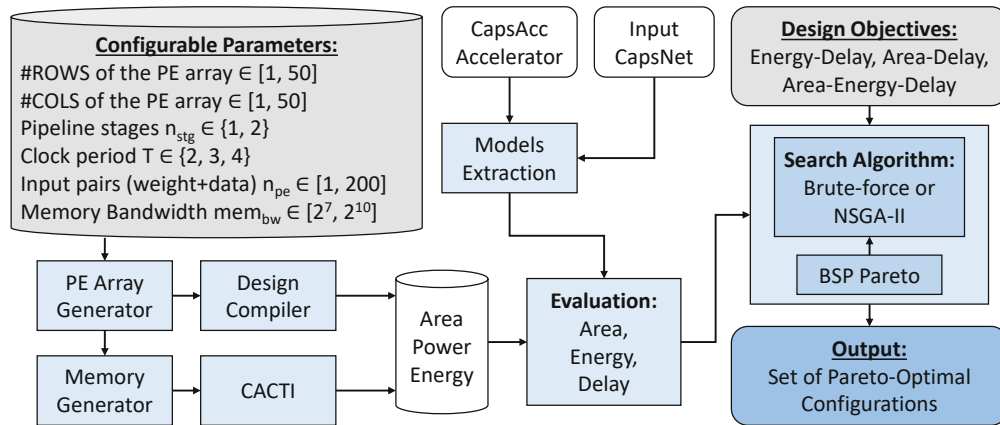 Configurable Parameters:
#ROWS of the PE array ∈ [1, 50]
#COLS of the PE array ∈ [1, 50]
Pipeline stages n_stg ∈ {1, 2}
Clock period T ∈ {2, 3, 4}
Input pairs (weight+data) n_pe ∈ [1, 200]
Memory Bandwidth mem_bw ∈ [2^7, 2^10]
CapsAcc
Accelerator
Input
CapsNet
Models
Extraction
Design Objectives:
Energy-Delay, Area-Delay,
Area-Energy-Delay
Search Algorithm:
Brute-force or
NSGA-II
BSP Pareto
PE Array
Generator
Design
Compiler
Memory
Generator
CACTI
Area
Power
Energy
Evaluation:
Area,
Energy,
Delay
Output:
Set of Pareto-Optimal
Configurations